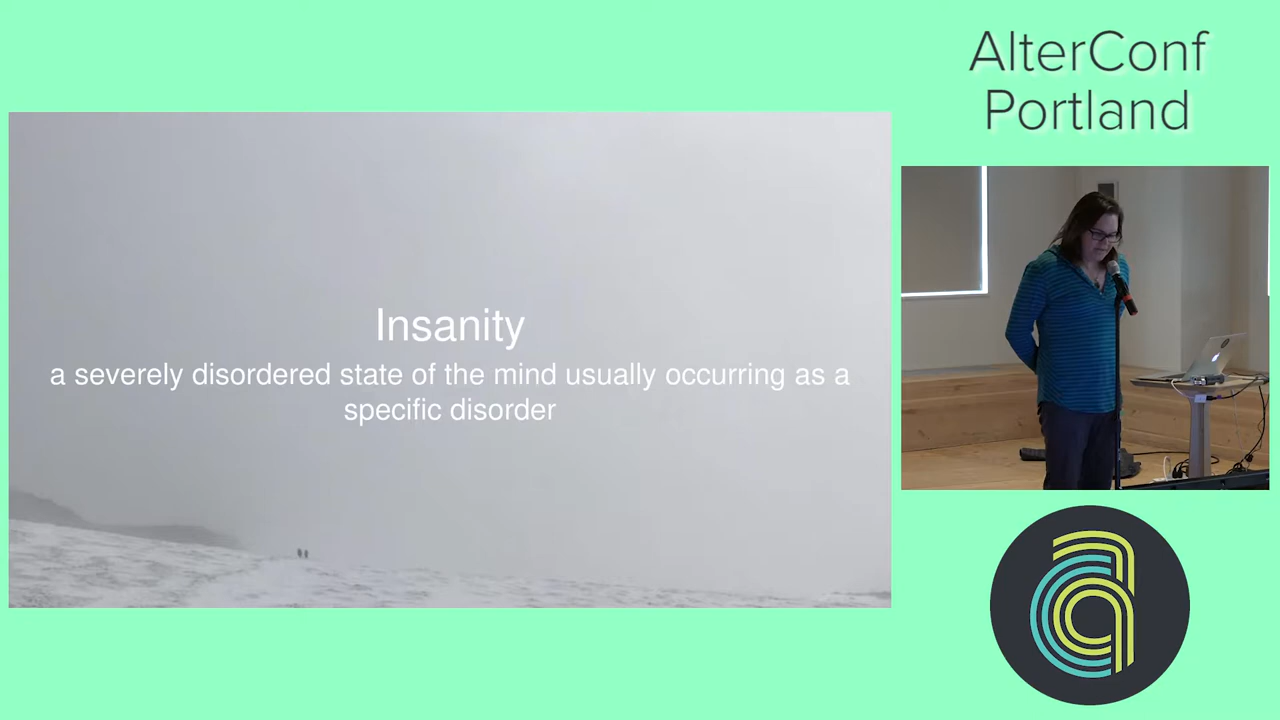 AlterConf
Portland
Insanity
a severely disordered state of the mind usually occurring as a
specific disorder